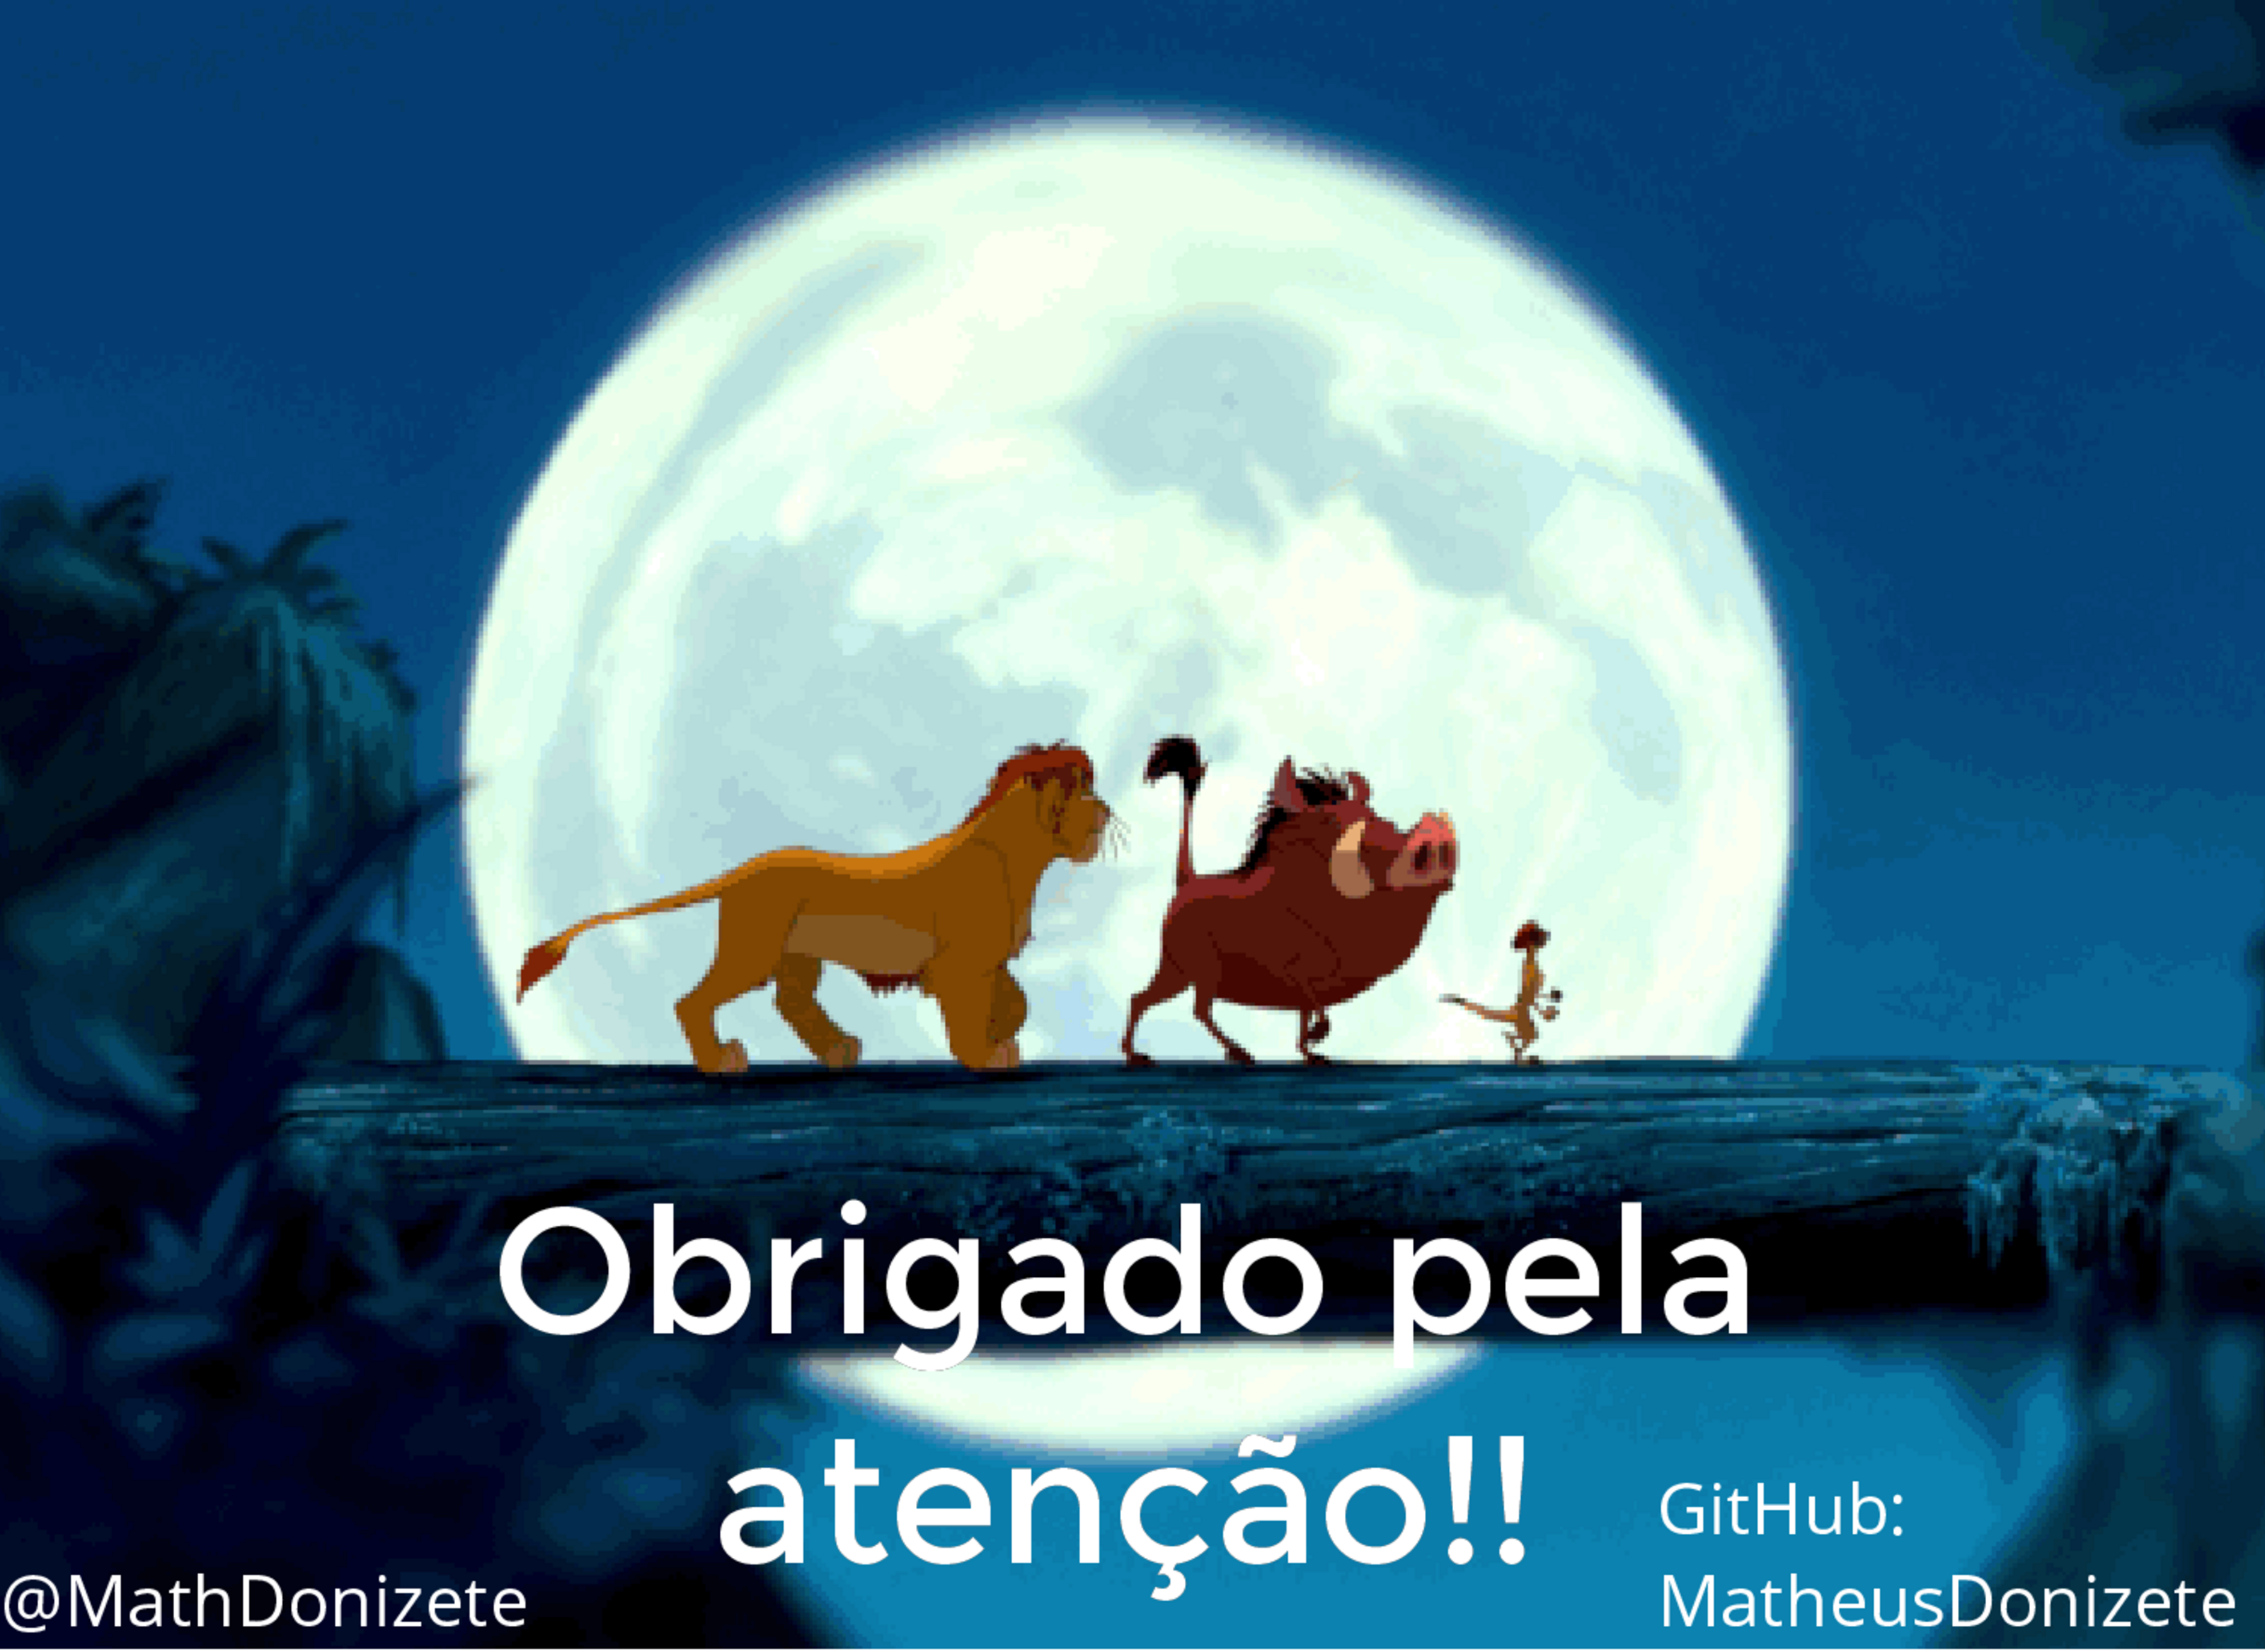 Obrigado pela
atenção!!
GitHub:
MatheusDonizete
@MathDonizete